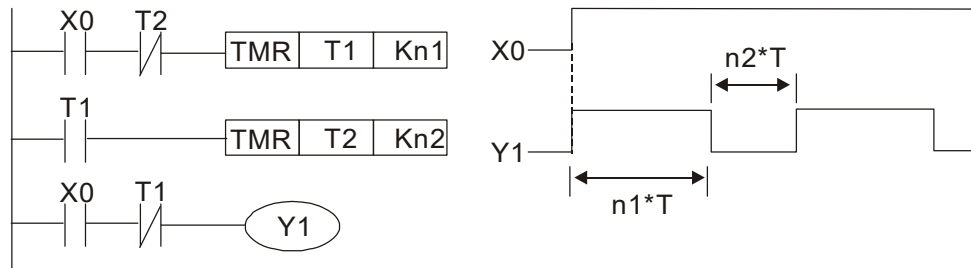 X0 T2
TMR T1 Kn1
T1
TMR T2 Kn2
X0 T1
Y1
X0
n2*T
Y1
n1*T